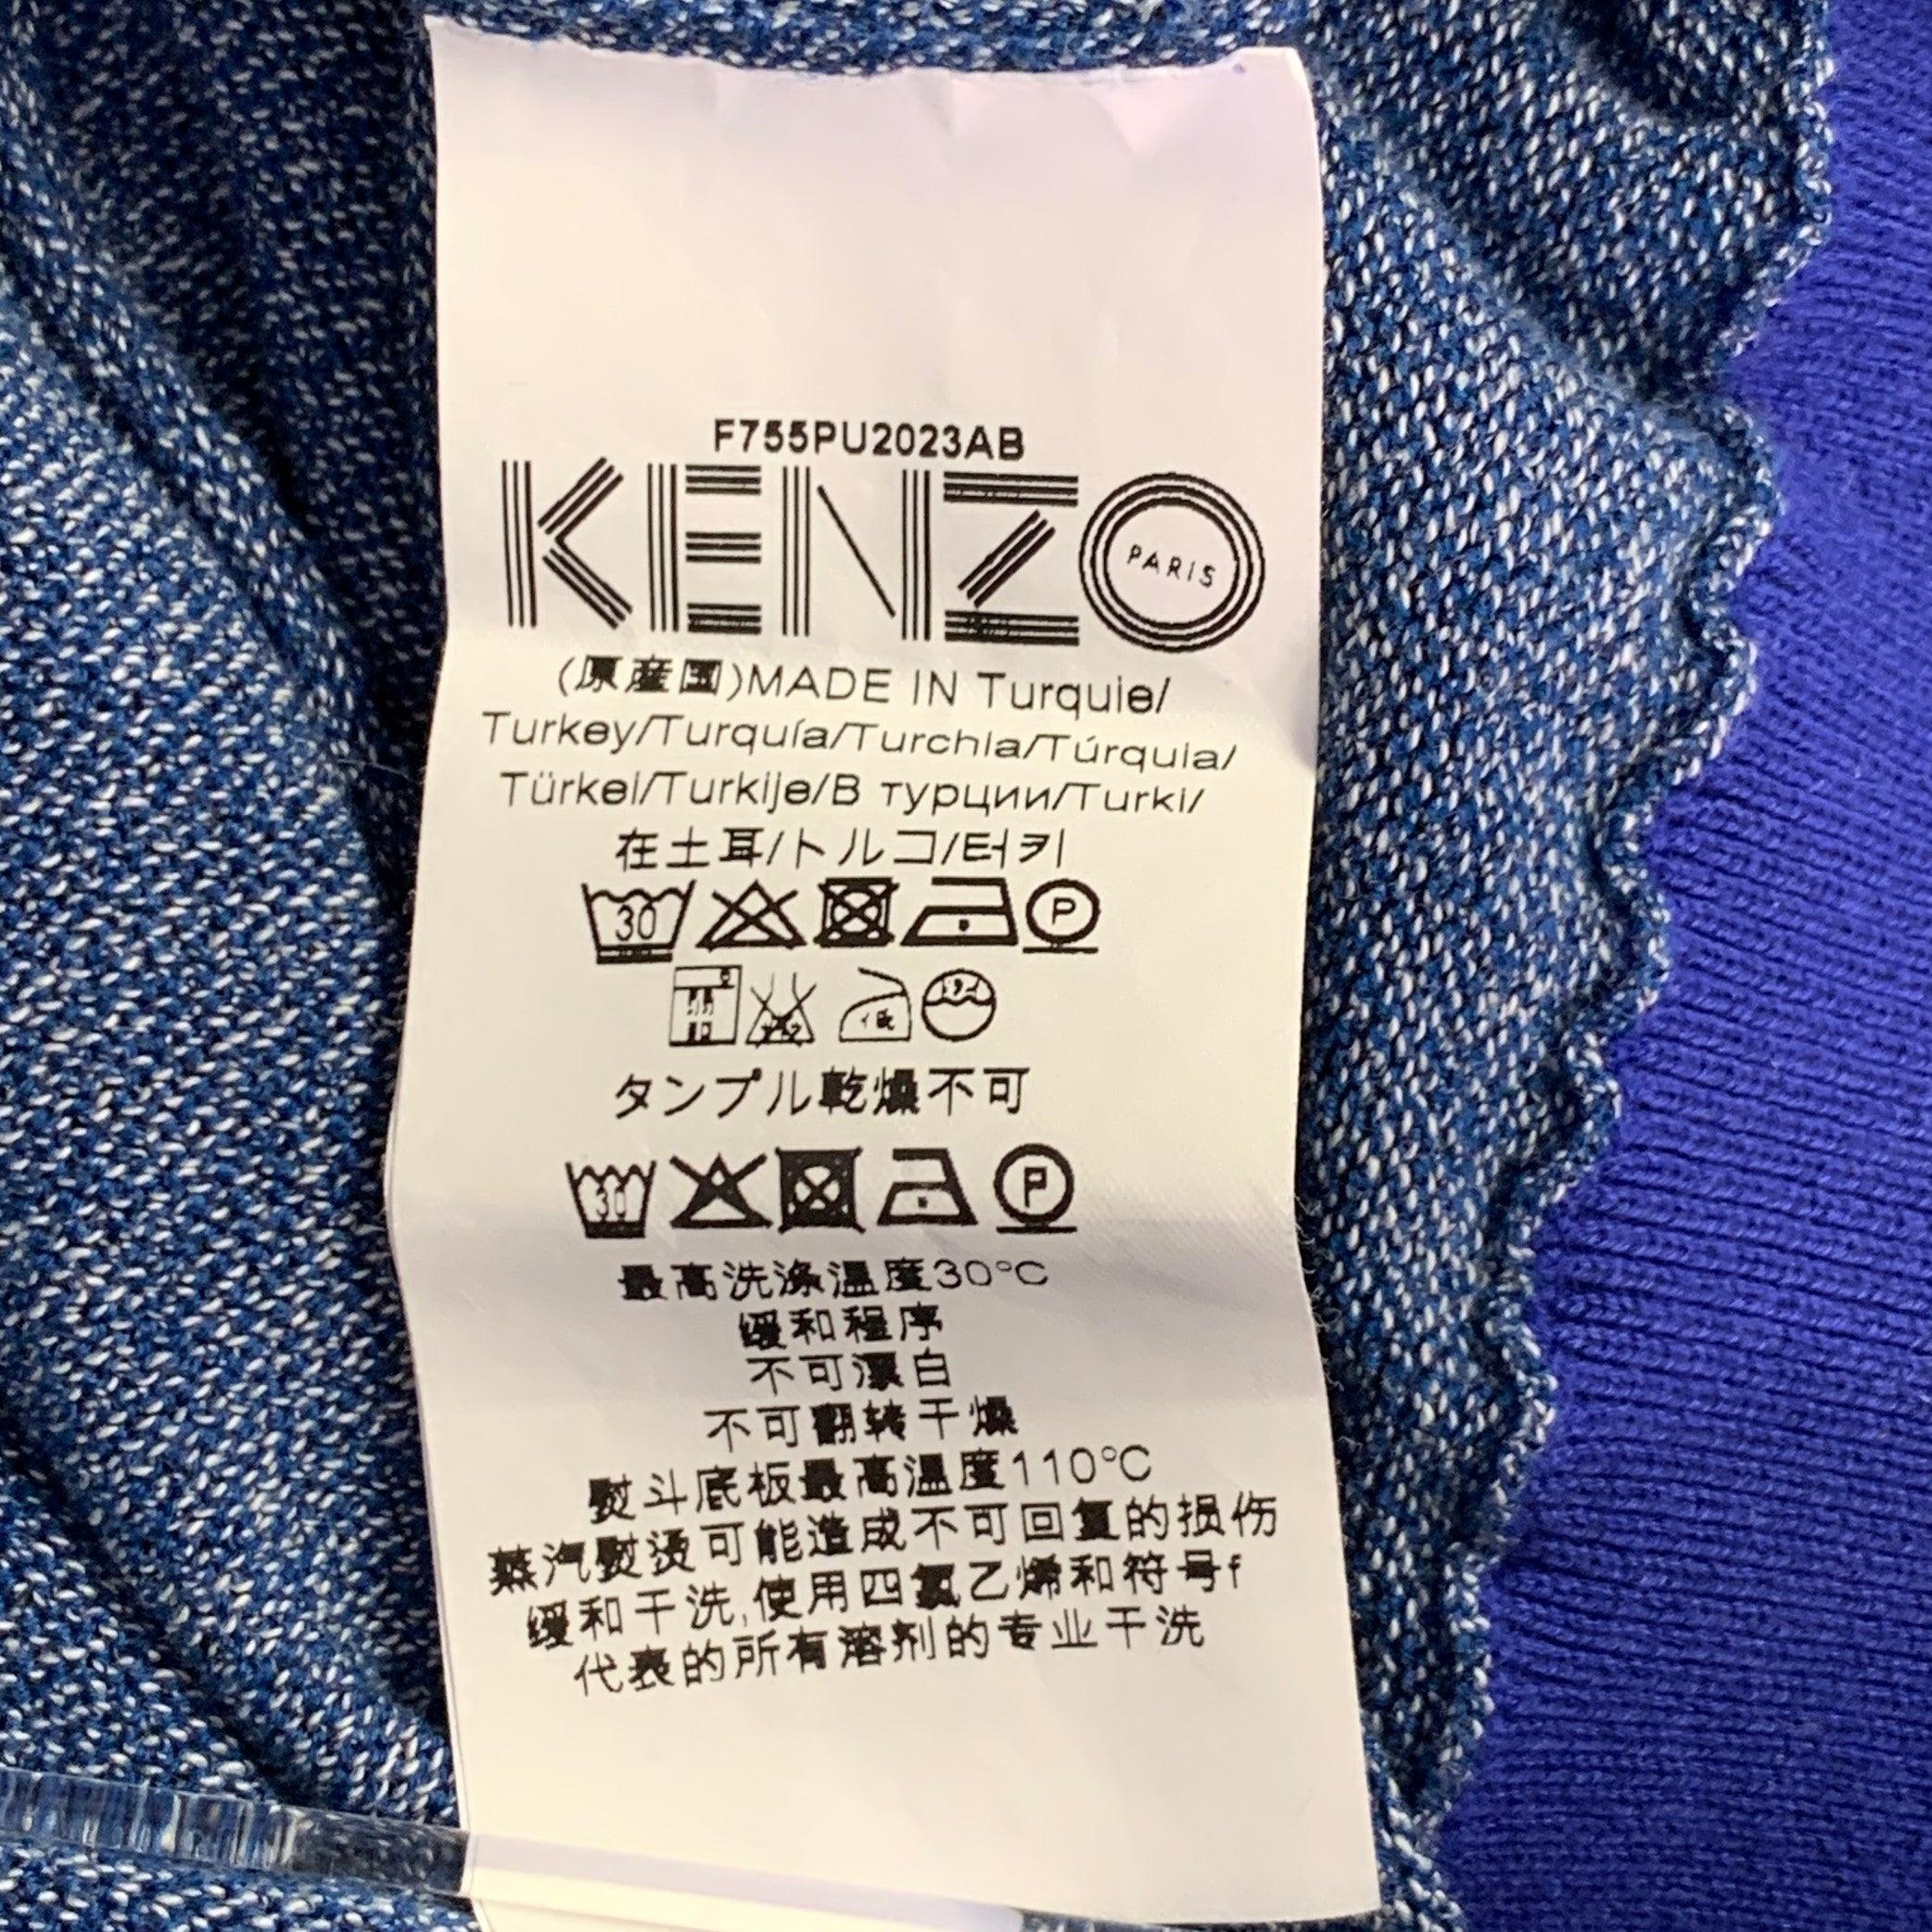 F755PU2023AB
KENZO
PARIS
(原産国)MADE IN Turquie/
Turkey/Turquía/Turchia/Túrquia/
Türkei/Turkije/В турции/Turki/
在土耳/トルコ/터키
30
P
タンプル乾燥不可
30
P
最高洗涤温度30°C
缓和程序
不可漂白
不可翻转干燥
熨斗底板最高温度110°C
蒸汽熨烫可能造成不可回复的损伤
缓和干洗,使用四氯乙烯和符号f
代表的所有溶剂的专业干洗